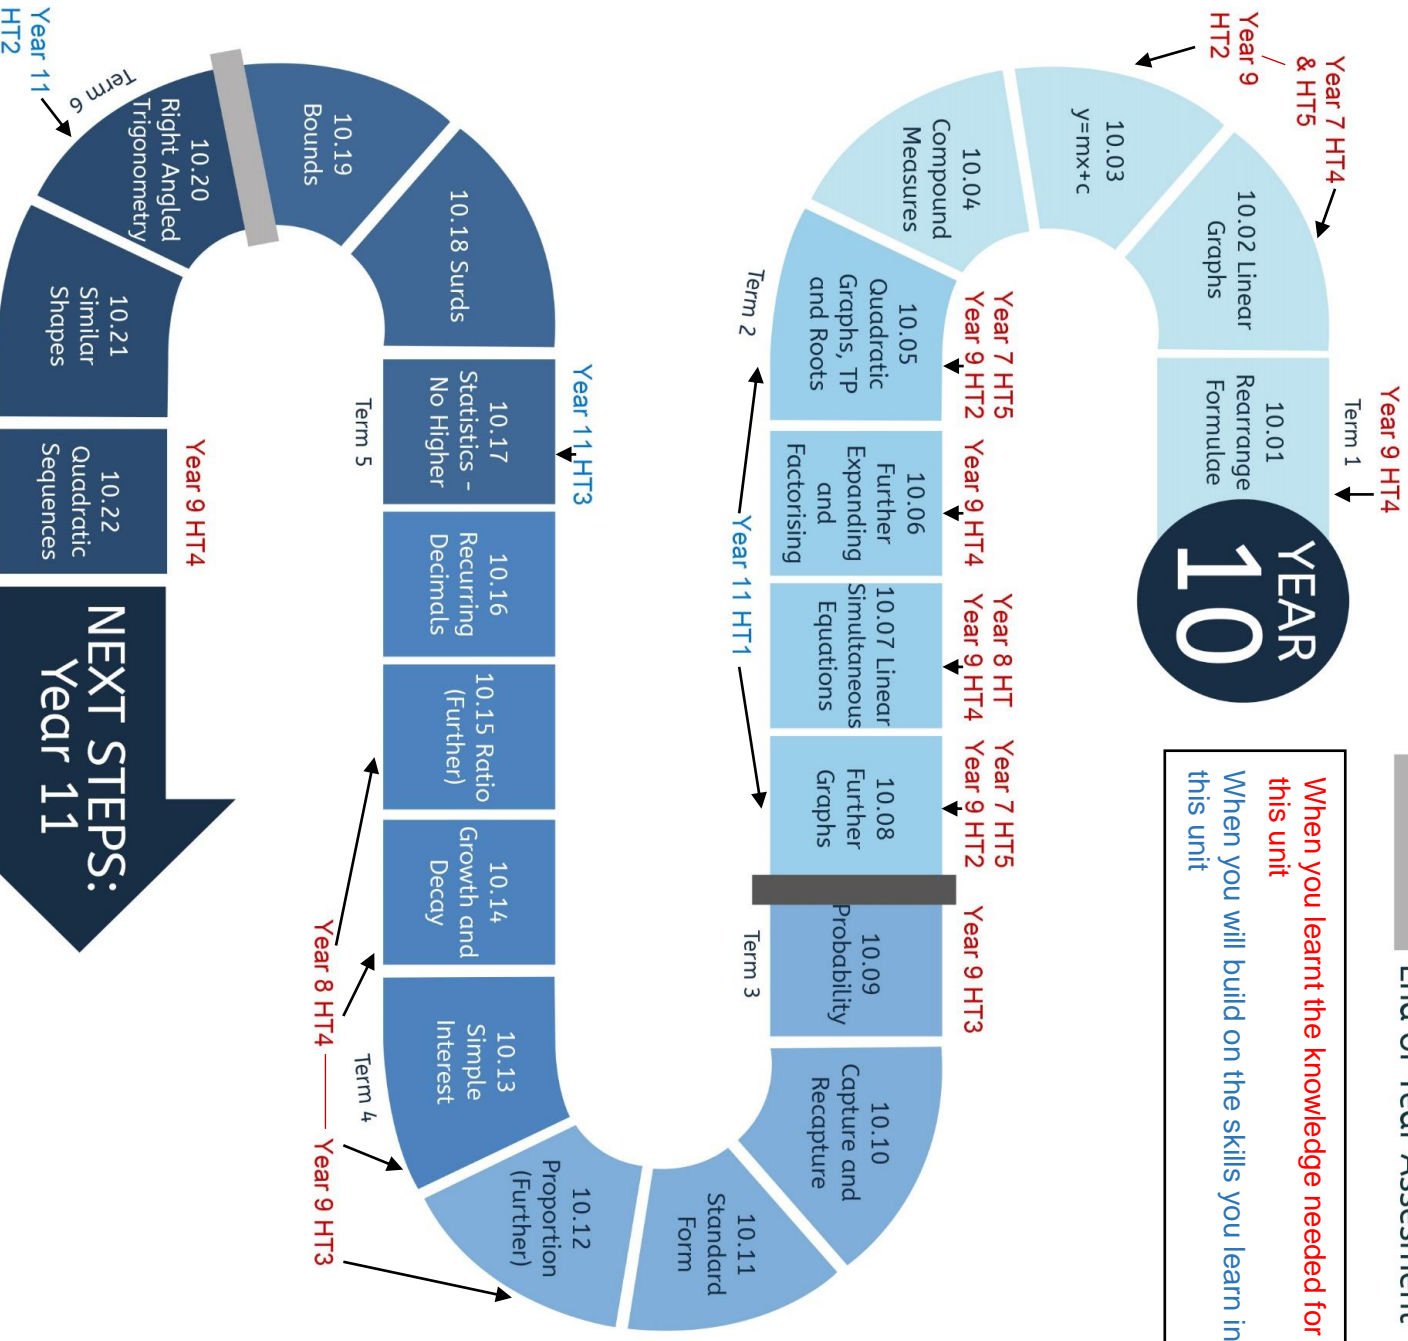 End of Year Assesment
When you learnt the knowledge needed for
this unit
When you will build on the skills you learn in
this unit
YEAR
10
Year 9 HT4
Term 1
10.01
Rearrange
Formulae
Year 7 HT4
& HT5
Year 9
HT2
10.02 Linear
Graphs
10.03
y=mx+c
10.04
Compound
Measures
Year 7 HT5
Year 9 HT2
10.05
Quadratic
Graphs, TP
and Roots
Term 2
Year 9 HT4
10.06
Further
Expanding
and
Factorising
Year 11 HT1
Year 8 HT
Year 9 HT4
10.07 Linear
Simultaneous
Equations
Year 7 HT5
Year 9 HT2
10.08
Further
Graphs
Year 9 HT3
10.09
Probability
Term 3
10.10
Capture and
Recapture
10.11
Standard
Form
10.12
Proportion
(Further)
10.13
Simple
Interest
Term 4
Year 8 HT4
Year 9 HT3
10.14
Growth and
Decay
10.15 Ratio
(Further)
10.16
Recurring
Decimals
Year 11 HT3
10.17
Statistics –
No Higher
Term 5
10.18 Surds
10.19
Bounds
Term 6
Year 11
HT2
10.20
Right Angled
Trigonometry
10.21
Similar
Shapes
Year 9 HT4
10.22
Quadratic
Sequences
NEXT STEPS:
Year 11